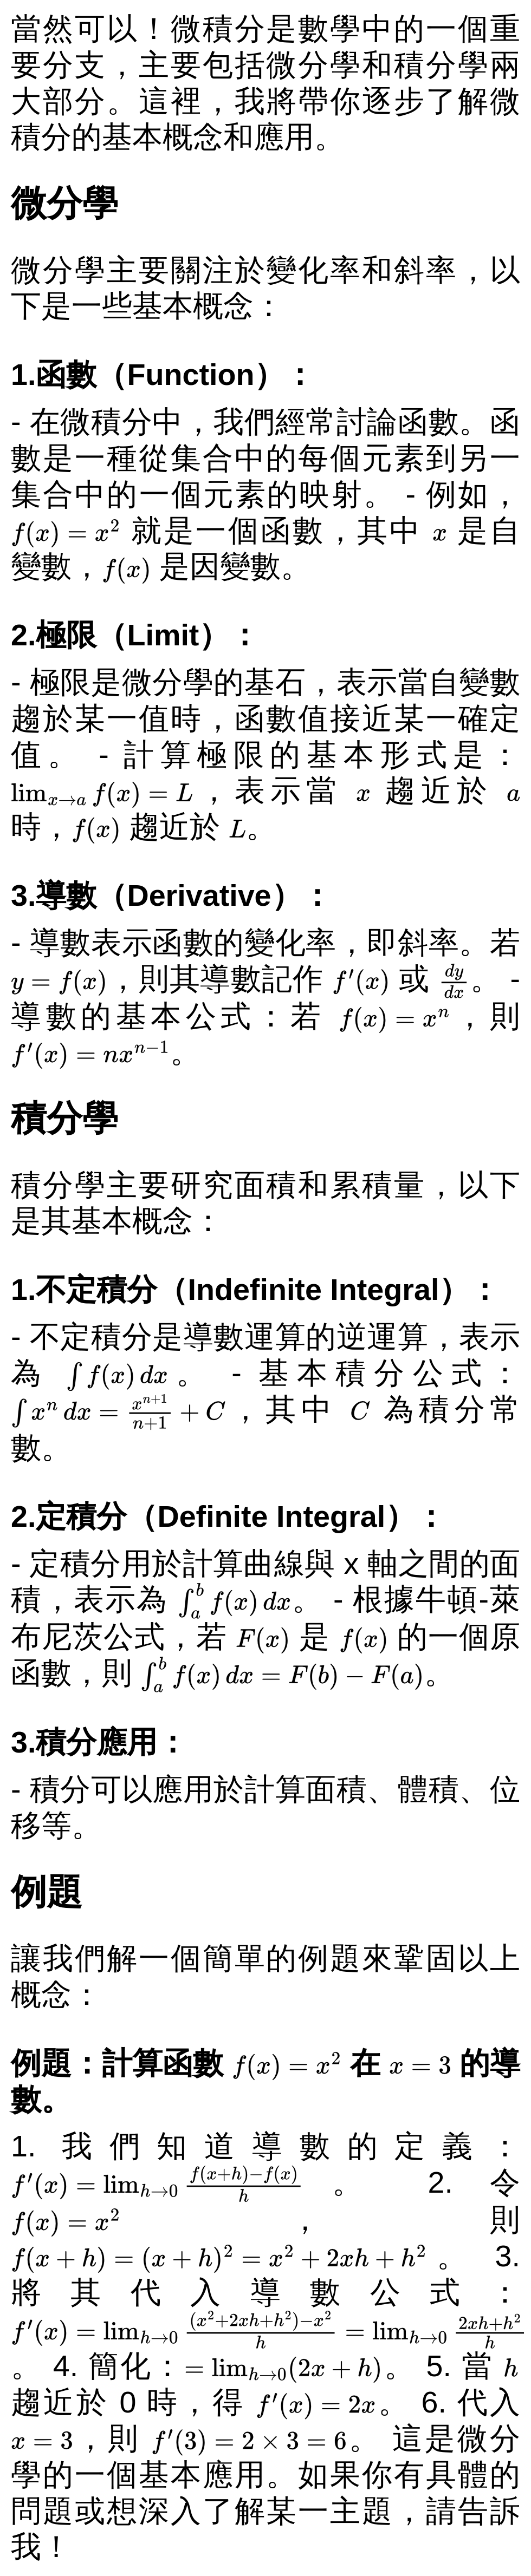 當然可以！微積分是數學中的一個重
要分支，主要包括微分學和積分學兩
大部分。這裡，我將帶你逐步了解微
積分的基本概念和應用。
微分學
微分學主要關注於變化率和斜率，以
下是一些基本概念：
1.函數（Function）：
- 在微積分中，我們經常討論函數。函
數是一種從集合中的每個元素到另一
集合中的一個元素的映射。 - 例如，
f(x) = x² 就是一個函數，其中 x 是自
變數，f(x) 是因變數。
2.極限（Limit）：
- 極限是微分學的基石，表示當自變數
趨於某一值時，函數值接近某一確定
值。 - 計算極限的基本形式是：
lim_{x→a} f(x) = L，表示當 x 趨近於 a
時，f(x) 趨近於 L。
3.導數（Derivative）：
- 導數表示函數的變化率，即斜率。若
y = f(x)，則其導數記作 f′(x) 或 \frac{dy}{dx}。 -
導數的基本公式：若 f(x) = xⁿ，則
f′(x) = nx^{n−1}。
積分學
積分學主要研究面積和累積量，以下
是其基本概念：
1.不定積分（Indefinite Integral）：
- 不定積分是導數運算的逆運算，表示
為 ∫ f(x) dx。 - 基本積分公式：
∫ xⁿ dx = \frac{x^{n+1}}{n+1} + C，其中 C 為積分常
數。
2.定積分（Definite Integral）：
- 定積分用於計算曲線與 x 軸之間的面
積，表示為 ∫_a^b f(x) dx。 - 根據牛頓-萊
布尼茨公式，若 F(x) 是 f(x) 的一個原
函數，則 ∫_a^b f(x) dx = F(b) − F(a)。
3.積分應用：
- 積分可以應用於計算面積、體積、位
移等。
例題
讓我們解一個簡單的例題來鞏固以上
概念：
例題：計算函數 f(x) = x² 在 x = 3 的導
數。
1. 我們知道導數的定義：
f′(x) = lim_{h→0} \frac{f(x+h)−f(x)}{h}。 2. 令
f(x) = x²，則
f(x + h) = (x + h)² = x² + 2xh + h²。 3.
將其代入導數公式：
f′(x) = lim_{h→0} \frac{(x²+2xh+h²)−x²}{h} = lim_{h→0} \frac{2xh+h²}{h}
。 4. 簡化：= lim_{h→0}(2x + h)。 5. 當 h
趨近於 0 時，得 f′(x) = 2x。 6. 代入
x = 3，則 f′(3) = 2 × 3 = 6。 這是微分
學的一個基本應用。如果你有具體的
問題或想深入了解某一主題，請告訴
我！